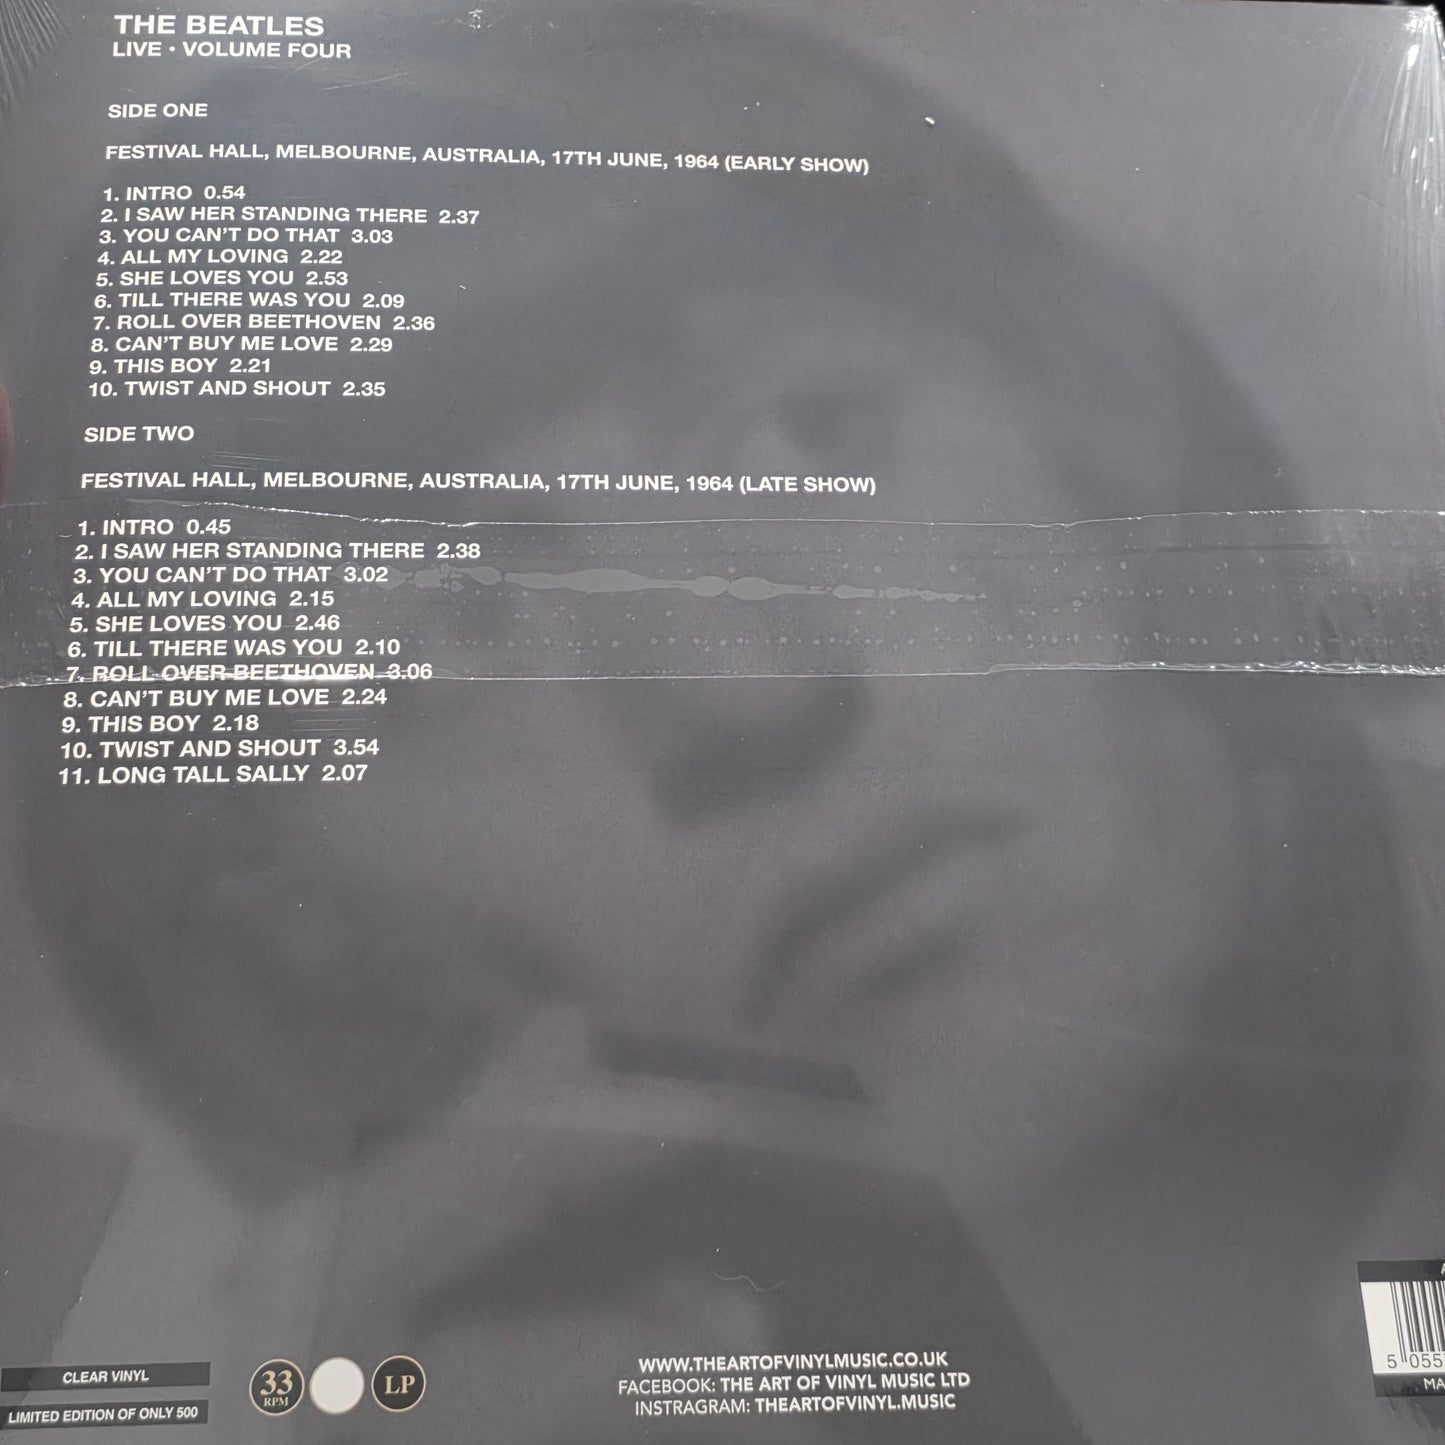 THE BEATLES
LIVE • VOLUME FOUR
SIDE ONE
FESTIVAL HALL, MELBOURNE, AUSTRALIA, 17TH JUNE, 1964 (EARLY SHOW)
1. INTRO 0.54
2. I SAW HER STANDING THERE 2.37
3. YOU CAN'T DO THAT 3.03
4. ALL MY LOVING 2.22
5. SHE LOVES YOU 2.53
6. TILL THERE WAS YOU 2.09
7. ROLL OVER BEETHOVEN 2.36
8. CAN'T BUY ME LOVE 2.29
9. THIS BOY 2.21
10. TWIST AND SHOUT 2.35
SIDE TWO
FESTIVAL HALL, MELBOURNE, AUSTRALIA, 17TH JUNE, 1964 (LATE SHOW)
1. INTRO 0.45
2. I SAW HER STANDING THERE 2.38
3. YOU CAN'T DO THAT 3.02
4. ALL MY LOVING 2.15
5. SHE LOVES YOU 2.46
6. TILL THERE WAS YOU 2.10
7. ROLL OVER BEETHOVEN 3.06
8. CAN'T BUY ME LOVE 2.24
9. THIS BOY 2.18
10. TWIST AND SHOUT 3.54
11. LONG TALL SALLY 2.07
CLEAR VINYL
LIMITED EDITION OF ONLY 500
33
RPM
LP
WWW.THEARTOFVINYLMUSIC.CO.UK
FACEBOOK: THE ART OF VINYL MUSIC LTD
INSTRAGRAM: THEARTOFVINYL.MUSIC
5 055
MA